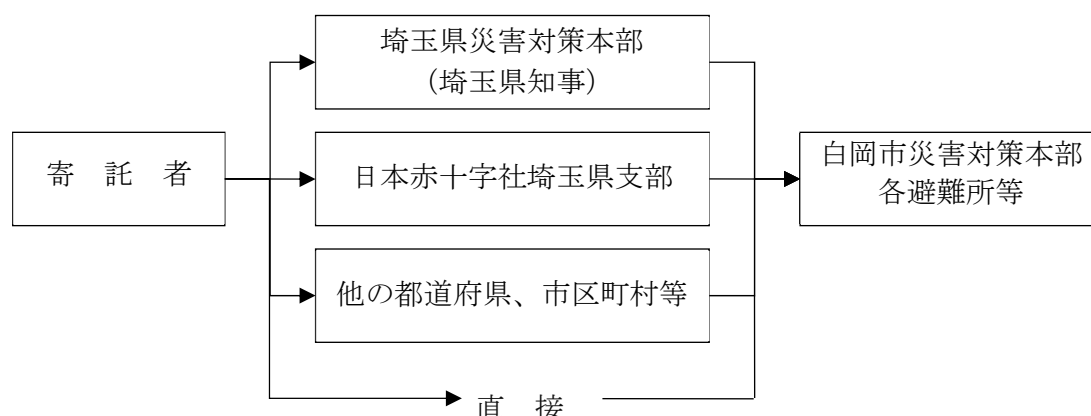 埼玉県災害対策本部
(埼玉県知事)
寄 託 者
日本赤十字社埼玉県支部
白岡市災害対策本部
各避難所等
他の都道府県、市区町村等
直 接